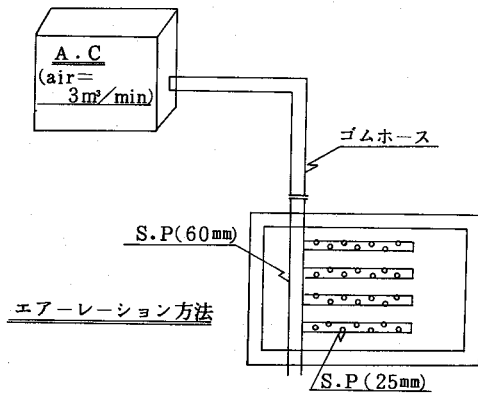 A.C
(air=
3m³/min)
ゴムホース
S.P(60mm)
エアーレーション方法
S.P(25mm)